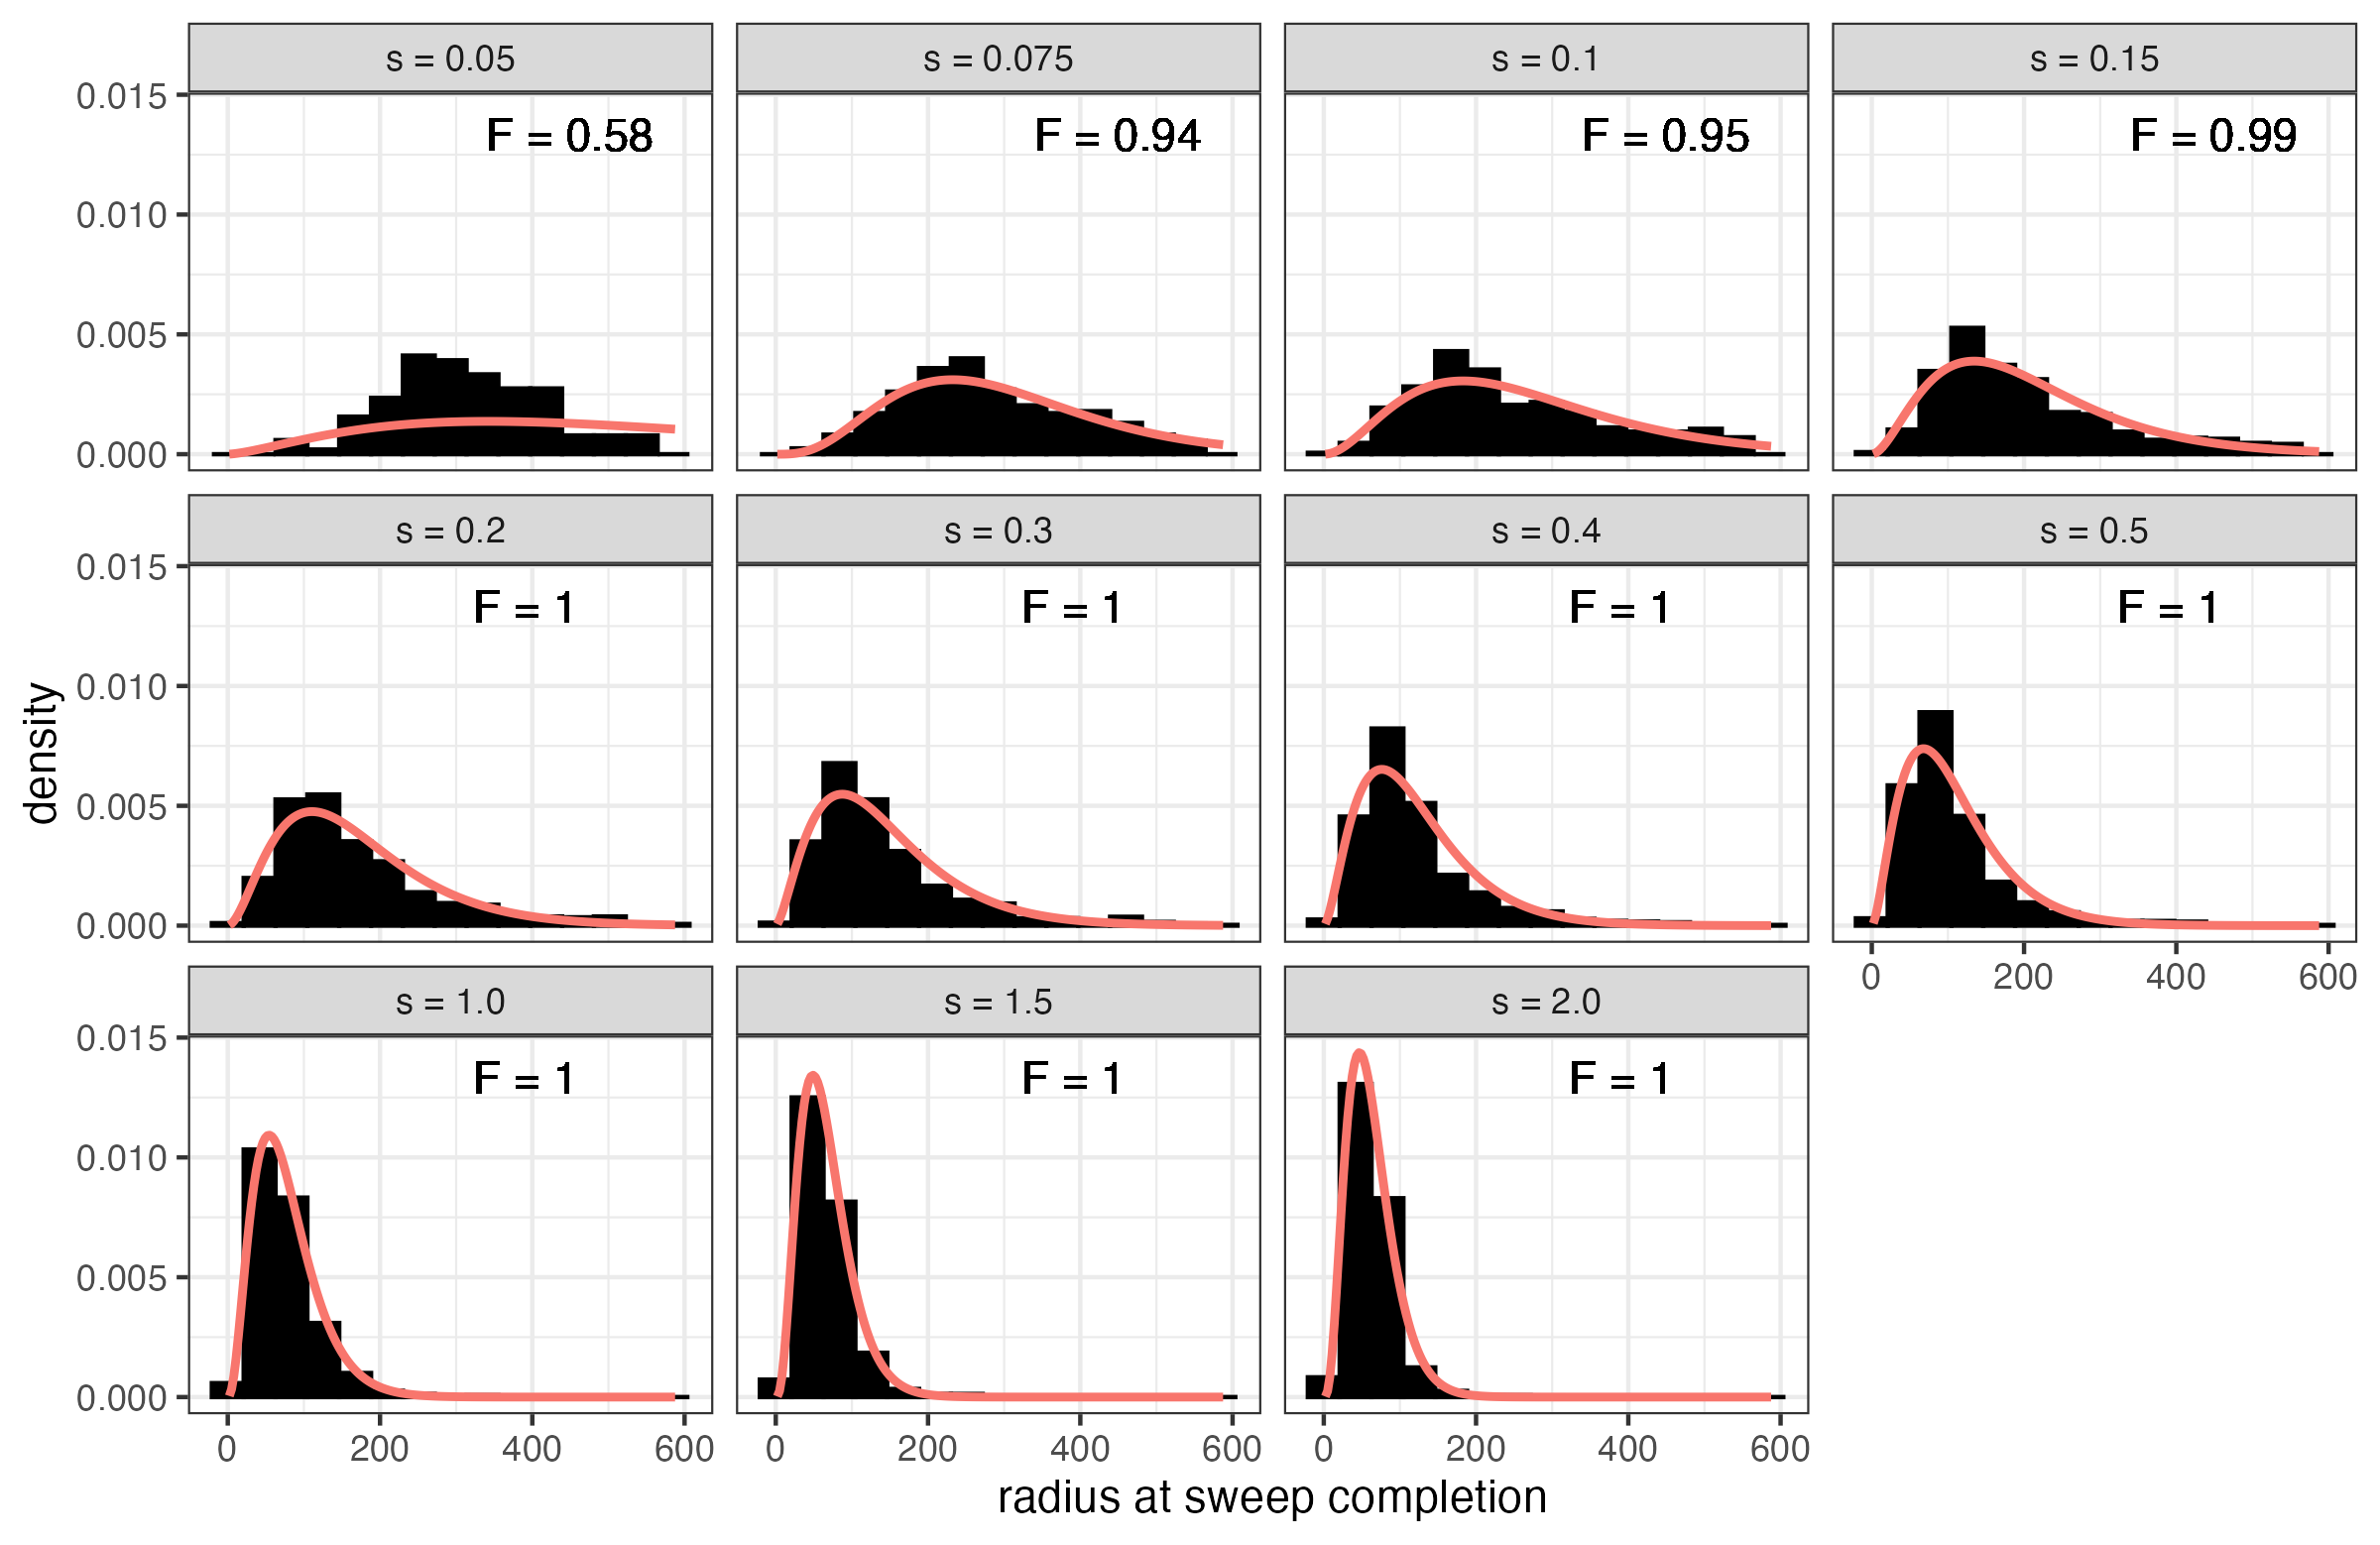 s = 0.05
s = 0.075
s = 0.1
s = 0.15
0.015
0.010
0.005
0.000
F = 0.58
F = 0.94
F = 0.95
F = 0.99
s = 0.2
s = 0.3
s = 0.4
s = 0.5
0.015
0.010
0.005
0.000
F = 1
F = 1
F = 1
F = 1
0 200 400 600
density
s = 1.0
s = 1.5
s = 2.0
0.015
0.010
0.005
0.000
F = 1
F = 1
F = 1
0 200 400 600
0 200 400 600
0 200 400 600
radius at sweep completion